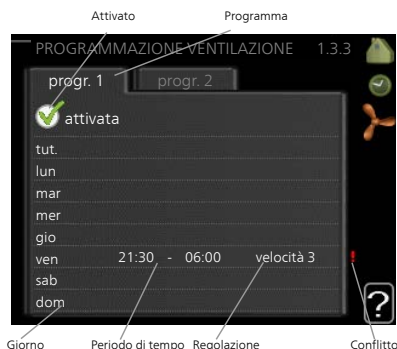 Attivato Programma
PROGRAMMAZIONE VENTILAZIONE 1.3.3
progr. 1 progr. 2
attivata
tut.
lun
mar
mer
gio
ven 21:30 - 06:00 velocità 3 !
sab
dom
?
Giorno Periodo di tempo Regolazione Conflitto